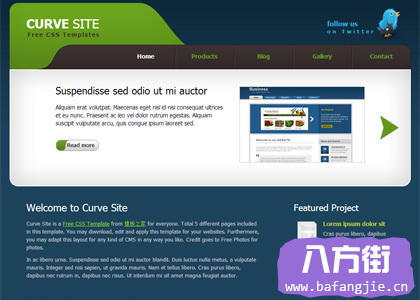 CURVE SITE
Free CSS Templates
follow us
on Twitter
Home Products Blog Gallery Contact
Suspendisse sed odio ut mi auctor
Aliquam erat volutpat. Maecenas eget nisl id nisi consequat ultrices
et eu nunc. Praesent ac leo vel dolor rutrum egestas. Aliquam
suscipit vulputate arcu, quis congue ipsum laoreet sed.
Read more
Business
Welcome to Curve Site
Curve Site is a Free CSS Template from 模板之家 for everyone. Total 5 different pages included
in this template. You may download, edit and apply this template for your websites. Furthermore,
you may adapt this layout for any kind of CMS in any way you like. Credit goes to Free Photos for
photos.
In ac libero urna. Suspendisse sed odio ut mi auctor blandit. Duis luctus nulla metus, a vulputate
mauris. Integer sed nisi sapien, ut gravida mauris. Nam et tellus libero. Cras purus libero,
dapibus nec rutrum in, dapibus nec risus. Ut interdum mi sit amet magna feugiat auctor.
Featured Project
Lorem ipsum dolor sit
Cras purus libero, dapibus
八方街
www.bafangjie.cn